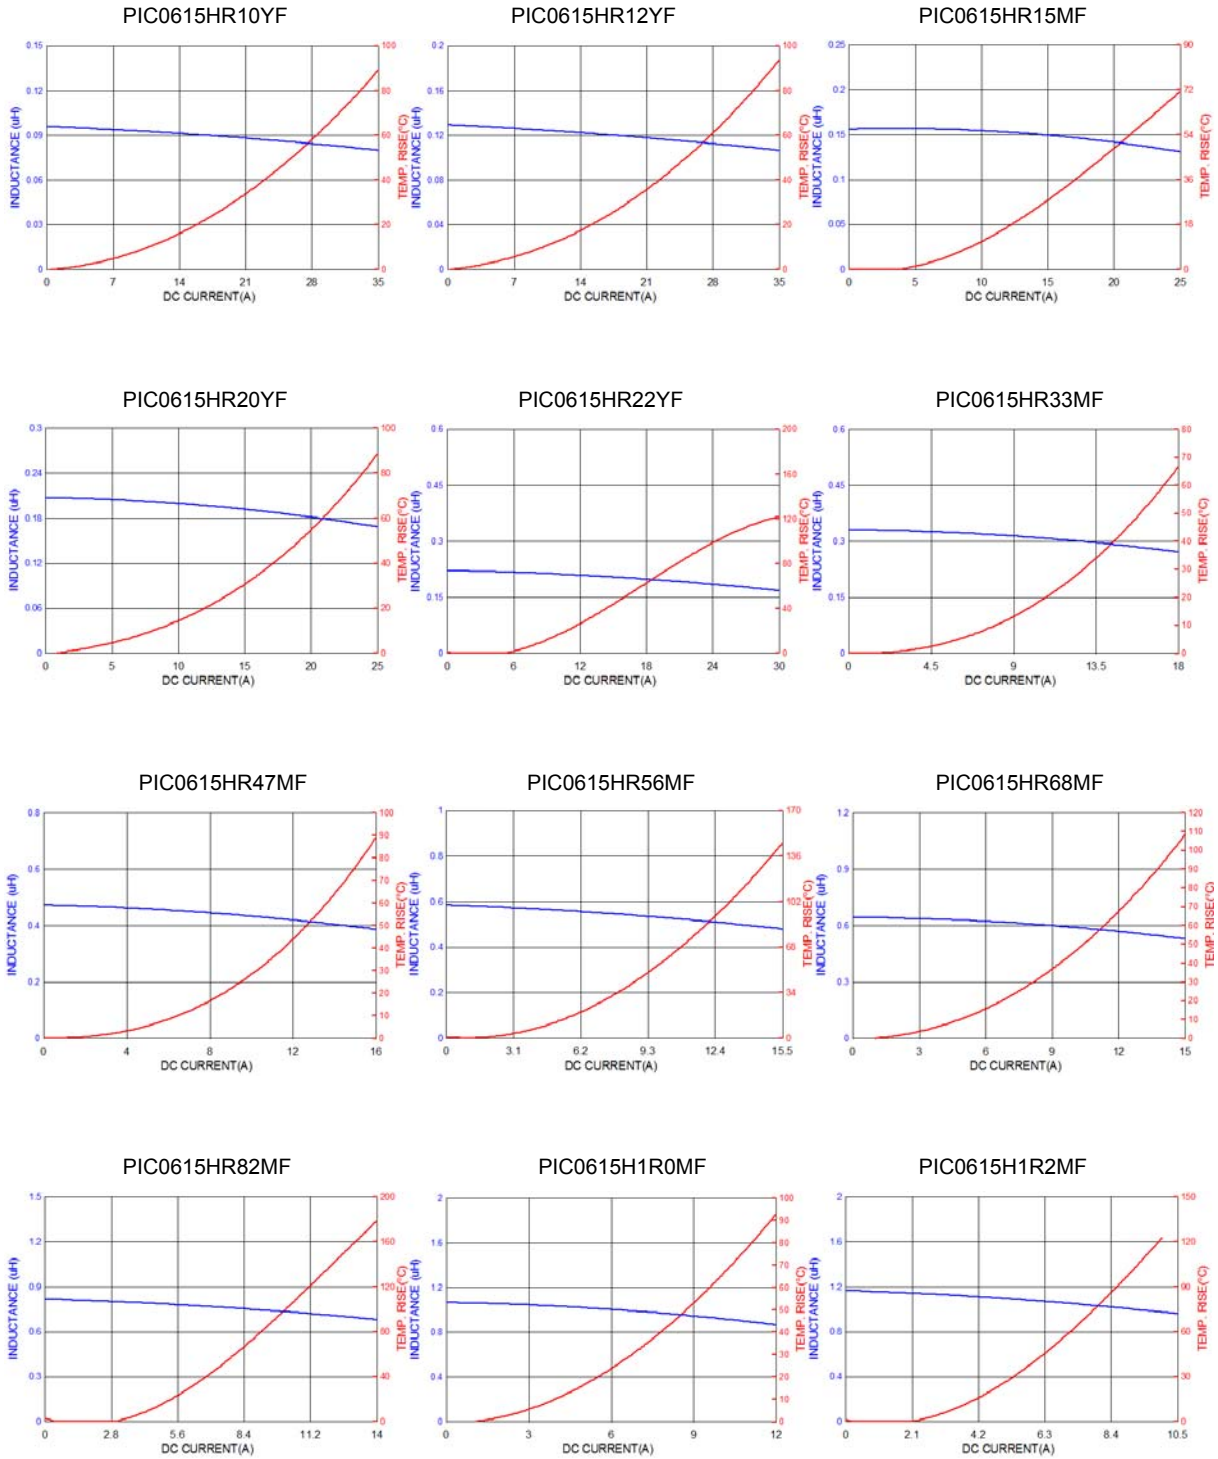 PIC0615HR10YF
INDUCTANCE (uH)
0.15
0.12
0.09
0.06
0.03
0
100
80
60
40
20
0
TEMP. RISE(°C)
0 7 14 21 28 35
DC CURRENT(A)
PIC0615HR12YF
INDUCTANCE (uH)
0.2
0.16
0.12
0.08
0.04
0
100
80
60
40
20
0
TEMP. RISE(°C)
0 7 14 21 28 35
DC CURRENT(A)
PIC0615HR15MF
INDUCTANCE (uH)
0.25
0.2
0.15
0.1
0.05
0
90
72
54
36
18
0
TEMP. RISE(°C)
0 5 10 15 20 25
DC CURRENT(A)
PIC0615HR20YF
INDUCTANCE (uH)
0.3
0.24
0.18
0.12
0.06
0
100
80
60
40
20
0
TEMP. RISE(°C)
0 5 10 15 20 25
DC CURRENT(A)
PIC0615HR22YF
INDUCTANCE (uH)
0.6
0.45
0.3
0.15
0
200
160
120
80
40
0
TEMP. RISE(°C)
0 6 12 18 24 30
DC CURRENT(A)
PIC0615HR33MF
INDUCTANCE (uH)
0.6
0.45
0.3
0.15
0
80
70
60
50
40
30
20
10
0
TEMP. RISE(°C)
0 4.5 9 13.5 18
DC CURRENT(A)
PIC0615HR47MF
INDUCTANCE (uH)
0.8
0.6
0.4
0.2
0
100
90
80
70
60
50
40
30
20
10
0
TEMP. RISE(°C)
0 4 8 12 16
DC CURRENT(A)
PIC0615HR56MF
INDUCTANCE (uH)
1
0.8
0.6
0.4
0.2
0
170
136
102
68
34
0
TEMP. RISE(°C)
0 3.1 6.2 9.3 12.4 15.5
DC CURRENT(A)
PIC0615HR68MF
INDUCTANCE (uH)
1.2
0.9
0.6
0.3
0
120
110
100
90
80
70
60
50
40
30
20
10
0
TEMP. RISE(°C)
0 3 6 9 12 15
DC CURRENT(A)
PIC0615HR82MF
INDUCTANCE (uH)
1.5
1.2
0.9
0.6
0.3
0
200
160
120
80
40
0
TEMP. RISE(°C)
0 2.8 5.6 8.4 11.2 14
DC CURRENT(A)
PIC0615H1R0MF
INDUCTANCE (uH)
2
1.6
1.2
0.8
0.4
0
100
90
80
70
60
50
40
30
20
10
0
TEMP. RISE(°C)
0 3 6 9 12
DC CURRENT(A)
PIC0615H1R2MF
INDUCTANCE (uH)
2
1.6
1.2
0.8
0.4
0
150
120
90
60
30
0
TEMP. RISE(°C)
0 2.1 4.2 6.3 8.4 10.5
DC CURRENT(A)